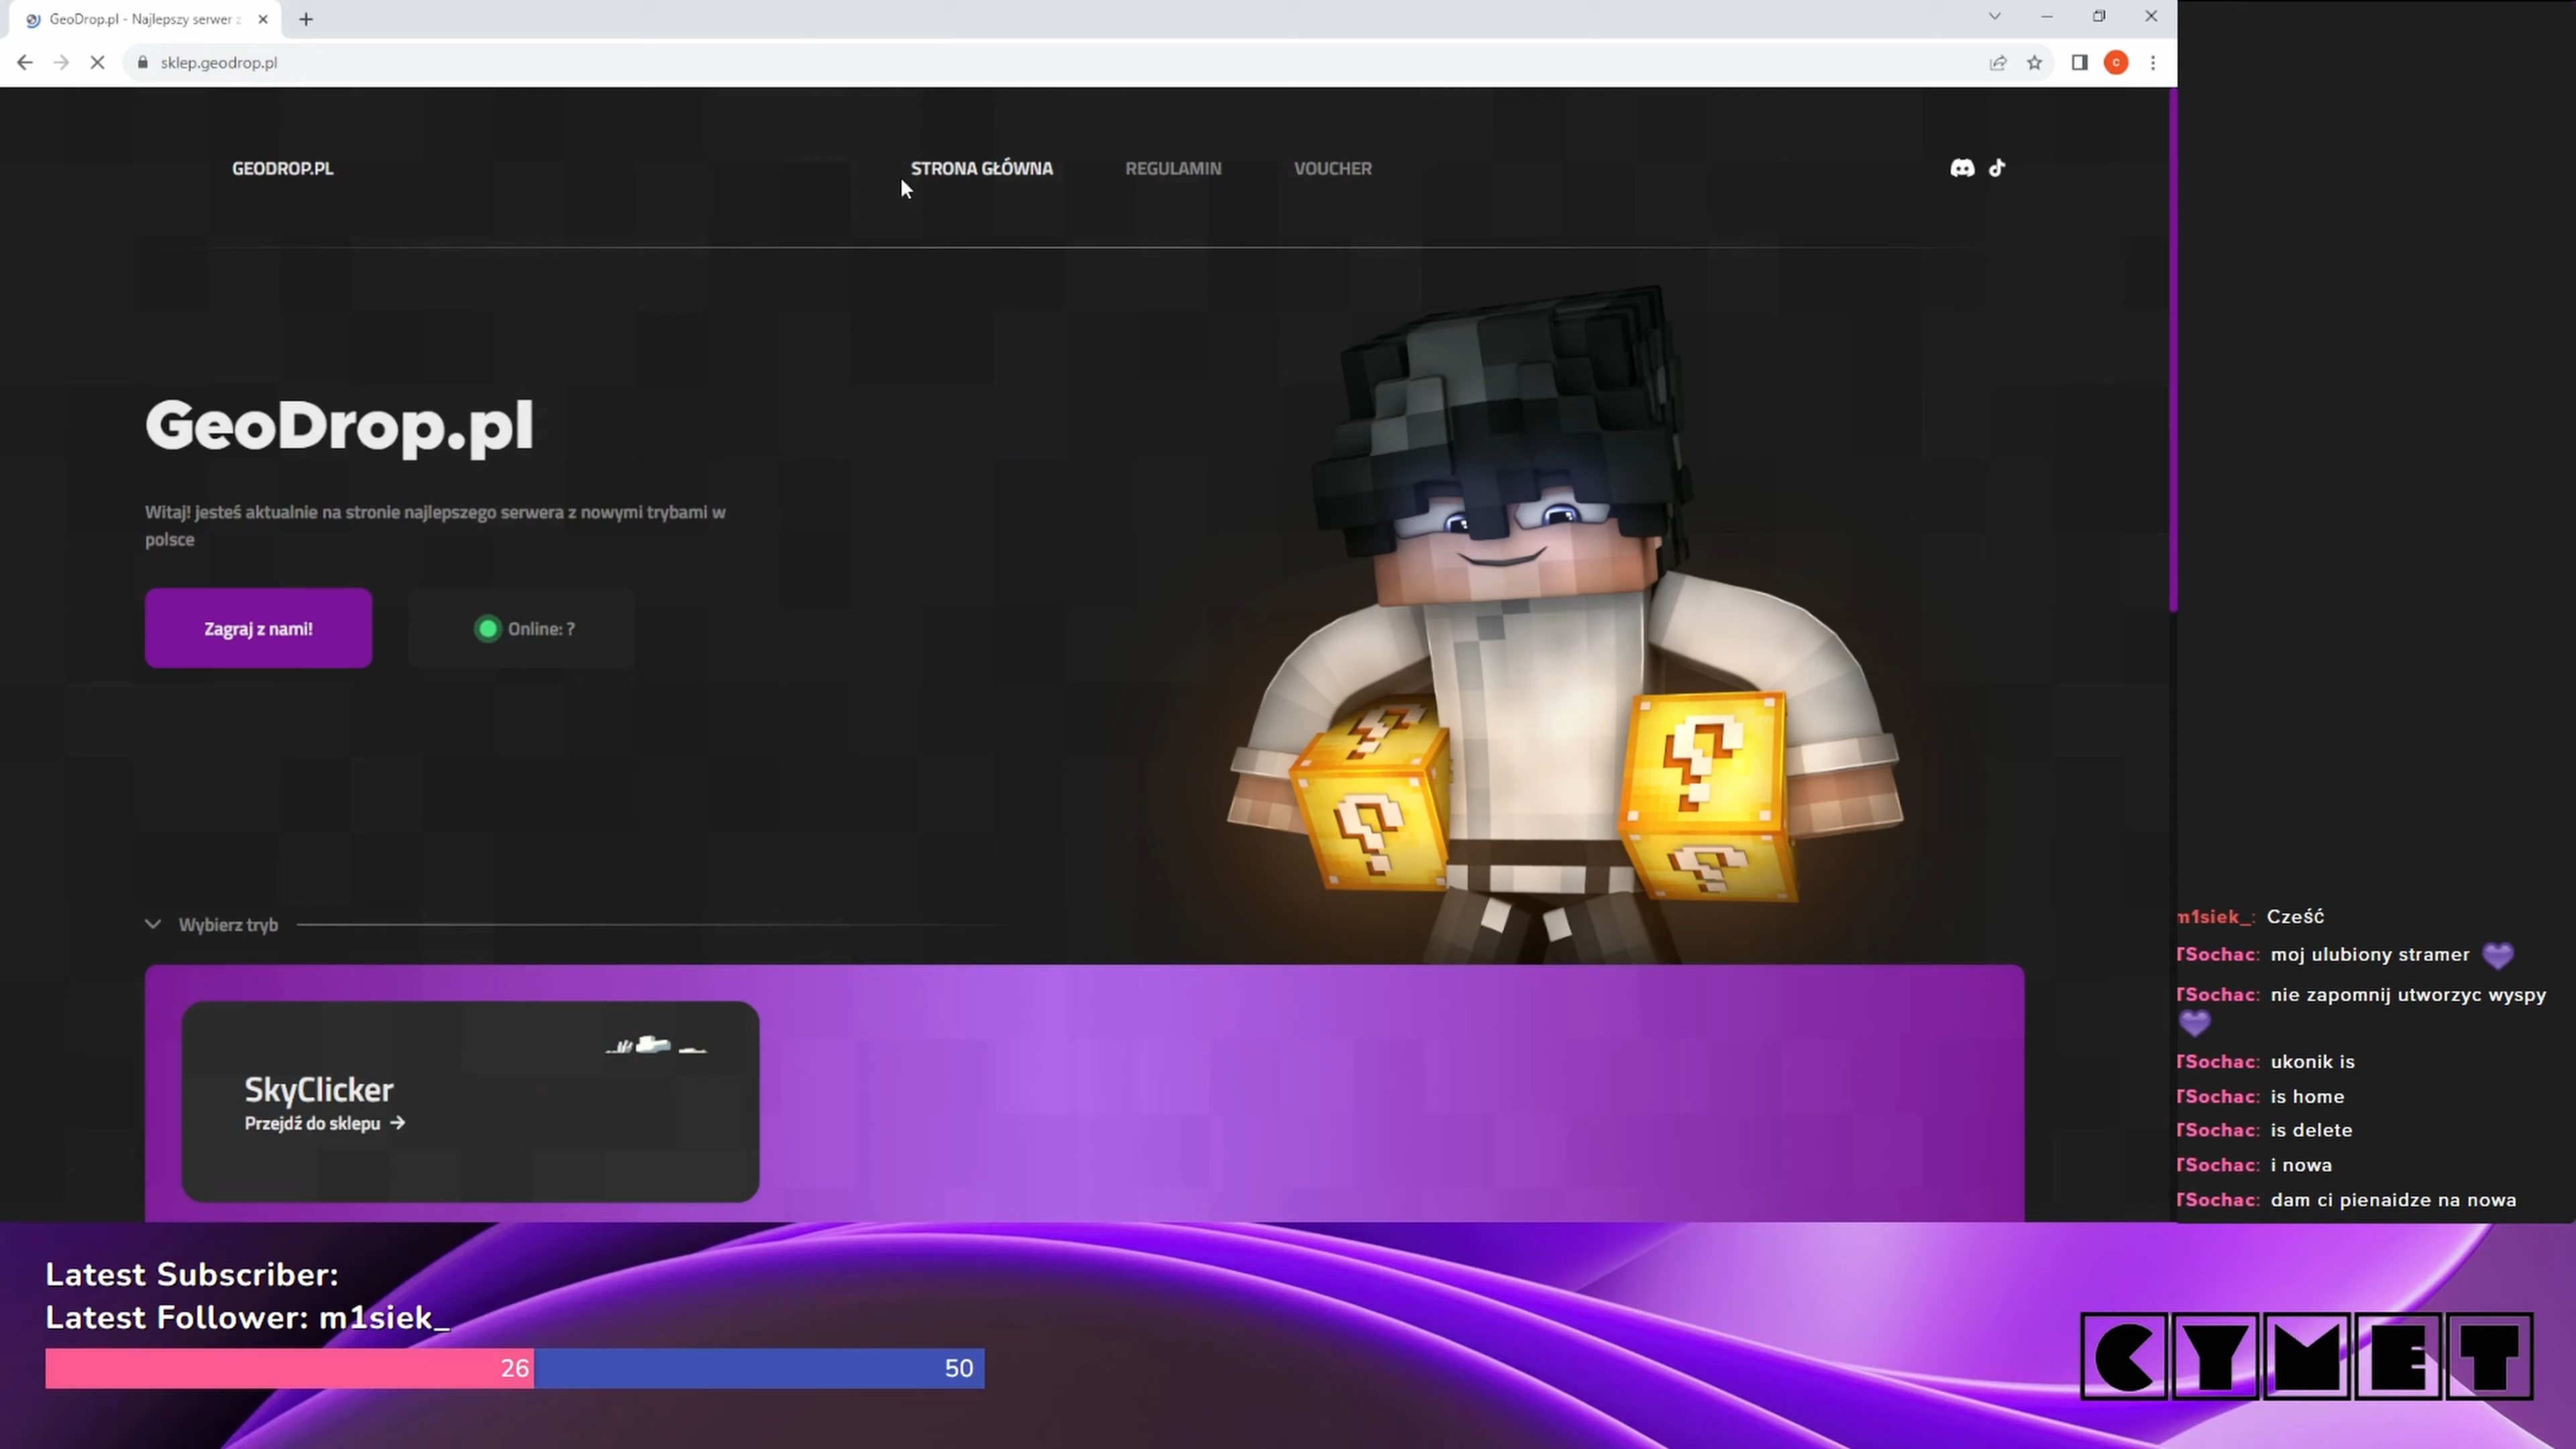 GeoDrop.pl - Najlepszy serwer z
sklep.geodrop.pl
C
GEODROP.PL
STRONA GŁÓWNA
REGULAMIN
VOUCHER
GeoDrop.pl
Witaj! jesteś aktualnie na stronie najlepszego serwera z nowymi trybami w
polsce
Zagraj z nami!
Online: ?
Wybierz tryb
SkyClicker
Przejdź do sklepu →
m1siek_: Cześć
TSochac: moj ulubiony stramer 💜
TSochac: nie zapomnij utworzyc wyspy
💜
TSochac: ukonik is
TSochac: is home
TSochac: is delete
TSochac: i nowa
TSochac: dam ci pienaidze na nowa
Latest Subscriber:
Latest Follower: m1siek_
26
50
CYMET